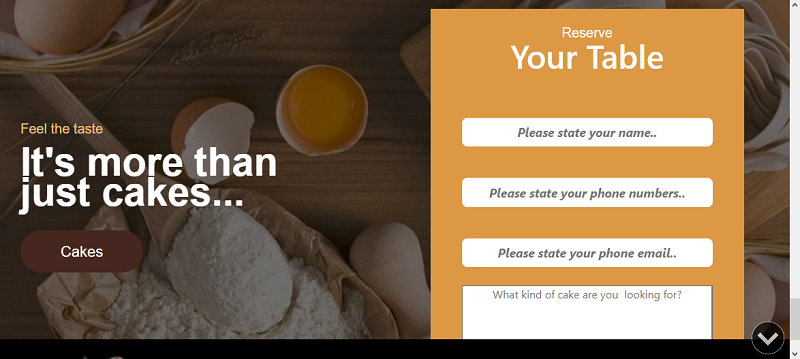 Feel the taste
It's more than
just cakes...
Cakes
Reserve
Your Table
Please state your name..
Please state your phone numbers..
Please state your phone email..
What kind of cake are you  looking for?